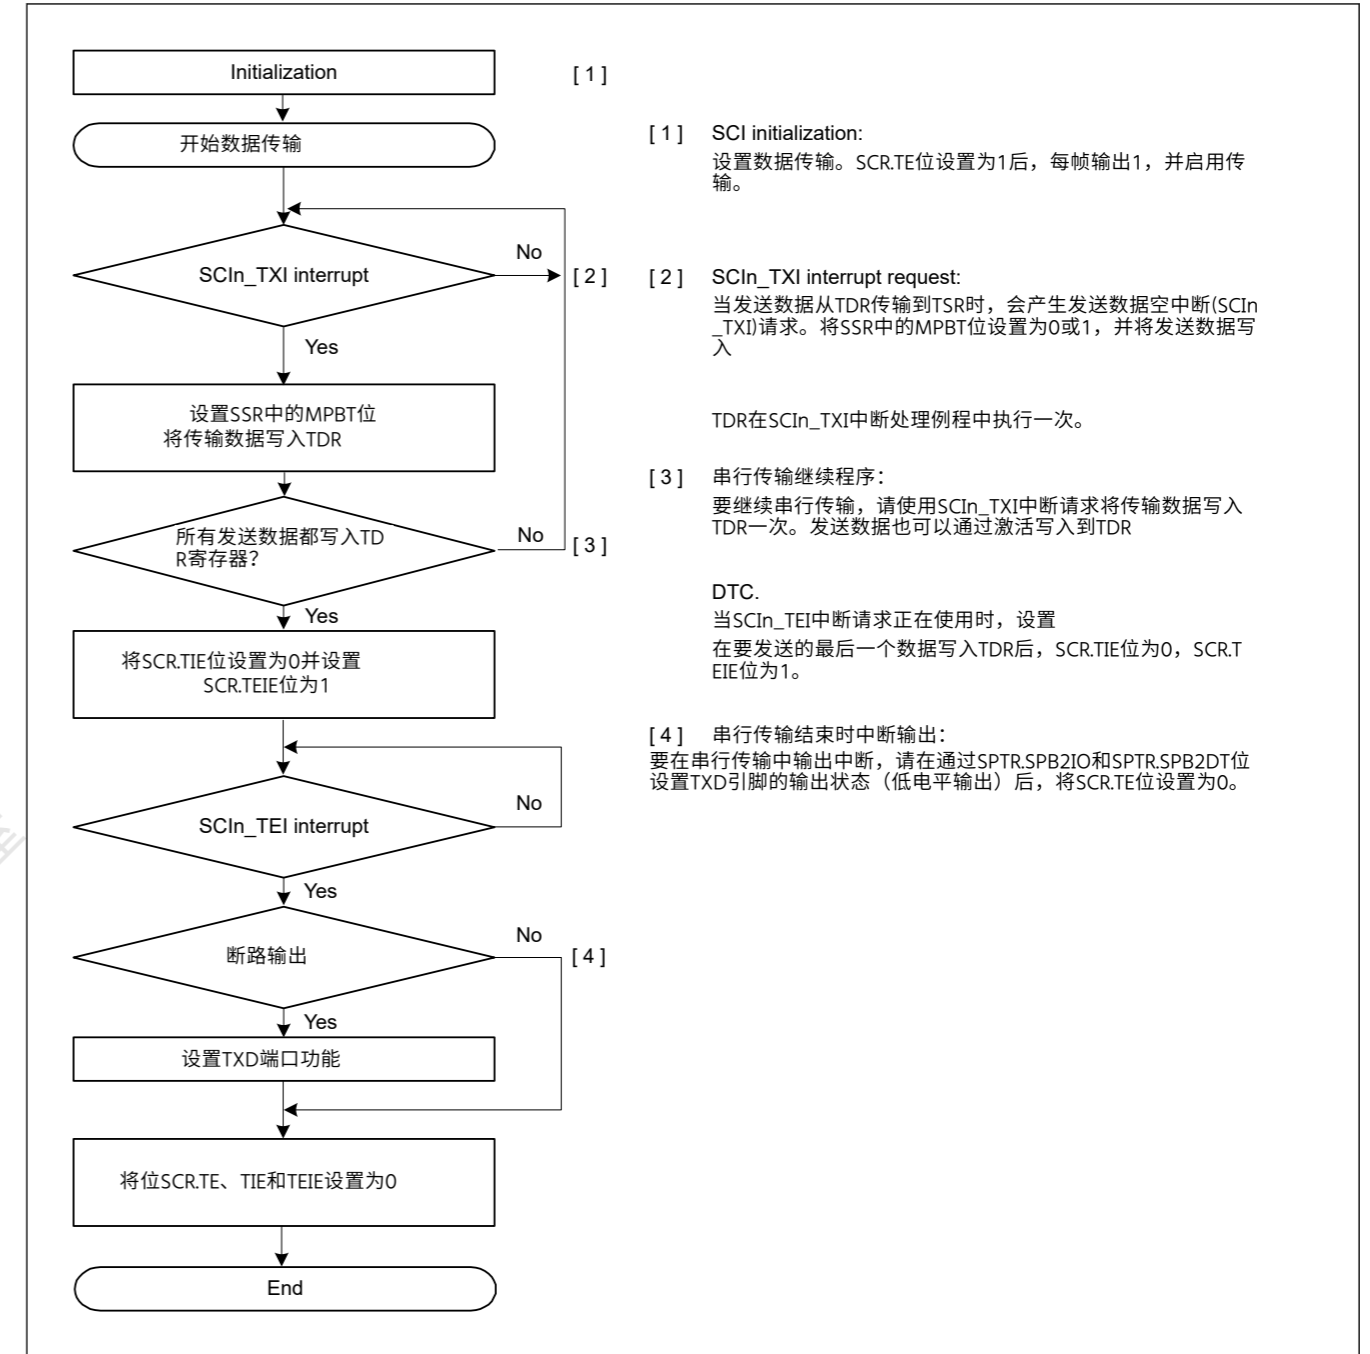 Initialization
[ 1 ]
开始数据传输
SCIn_TXI interrupt
No
[ 2 ]
Yes
设置SSR中的MPBT位
将传输数据写入TDR
所有发送数据都写入TD
R寄存器？
No
[ 3 ]
Yes
将SCR.TIE位设置为0并设置
SCR.TEIE位为1
SCIn_TEI interrupt
No
Yes
断路输出
No
[ 4 ]
Yes
设置TXD端口功能
将位SCR.TE、TIE和TEIE设置为0
End
[ 1 ] SCI initialization:
设置数据传输。SCR.TE位设置为1后，每帧输出1，并启用传
输。
[ 2 ] SCIn_TXI interrupt request:
当发送数据从TDR传输到TSR时，会产生发送数据空中断(SCIn
_TXI)请求。将SSR中的MPBT位设置为0或1，并将发送数据写
入
TDR在SCIn_TXI中断处理例程中执行一次。
[ 3 ] 串行传输继续程序：
要继续串行传输，请使用SCIn_TXI中断请求将传输数据写入
TDR一次。发送数据也可以通过激活写入到TDR
DTC.
当SCIn_TEI中断请求正在使用时，设置
在要发送的最后一个数据写入TDR后，SCR.TIE位为0，SCR.T
EIE位为1。
[ 4 ] 串行传输结束时中断输出：
要在串行传输中输出中断，请在通过SPTR.SPB2IO和SPTR.SPB2DT位
设置TXD引脚的输出状态（低电平输出）后，将SCR.TE位设置为0。